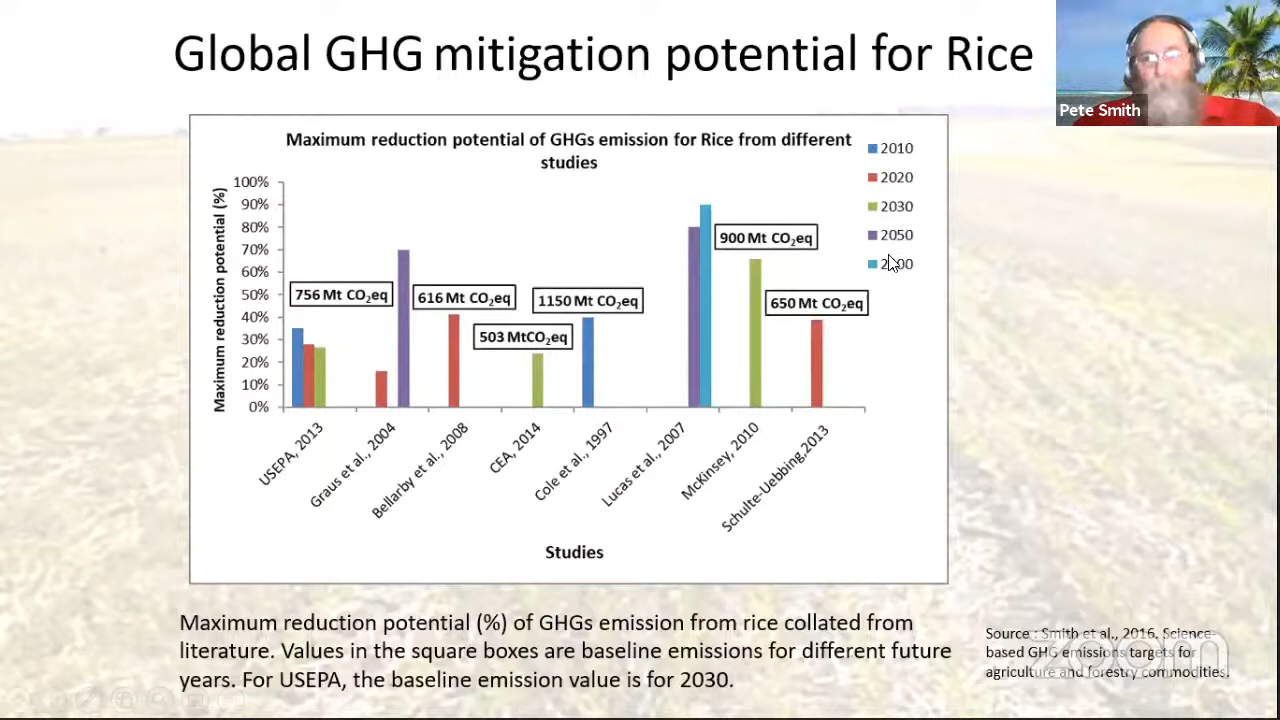 Global GHG mitigation potential for Rice
Pete Smith
Maximum reduction potential of GHGs emission for Rice from different
studies
2010
2020
2030
2050
Maximum reduction potential (%)
100%
90%
80%
70%
60%
50%
40%
30%
20%
10%
0%
756 Mt CO₂eq
616 Mt CO₂eq
503 MtCO₂eq
1150 Mt CO₂eq
900 Mt CO₂eq
650 MtCO₂eq
USEPA, 2013
Graus et al., 2004
Bellarby et al., 2008
CEA, 2014
Cole et al., 1997
Lucas et al., 2007
McKinsey, 2010
Schulte-Uebbing,2013
Studies
Maximum reduction potential (%) of GHGs emission from rice collated from
literature. Values in the square boxes are baseline emissions for different future
years. For USEPA, the baseline emission value is for 2030.
Source : Smith et al., 2016. Science-
based GHG emissions targets for
agriculture and forestry commodities.
zoom